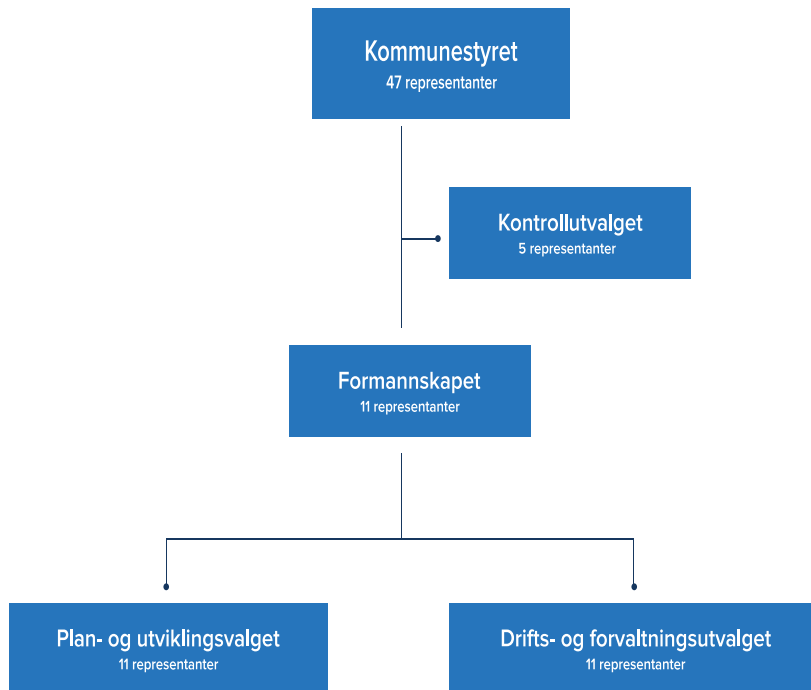 Kommunestyret
47 representanter
Kontrollutvalget
5 representanter
Formannskapet
11 representanter
Plan- og utviklingsvalget
11 representanter
Drifts- og forvaltningsutvalget
11 representanter